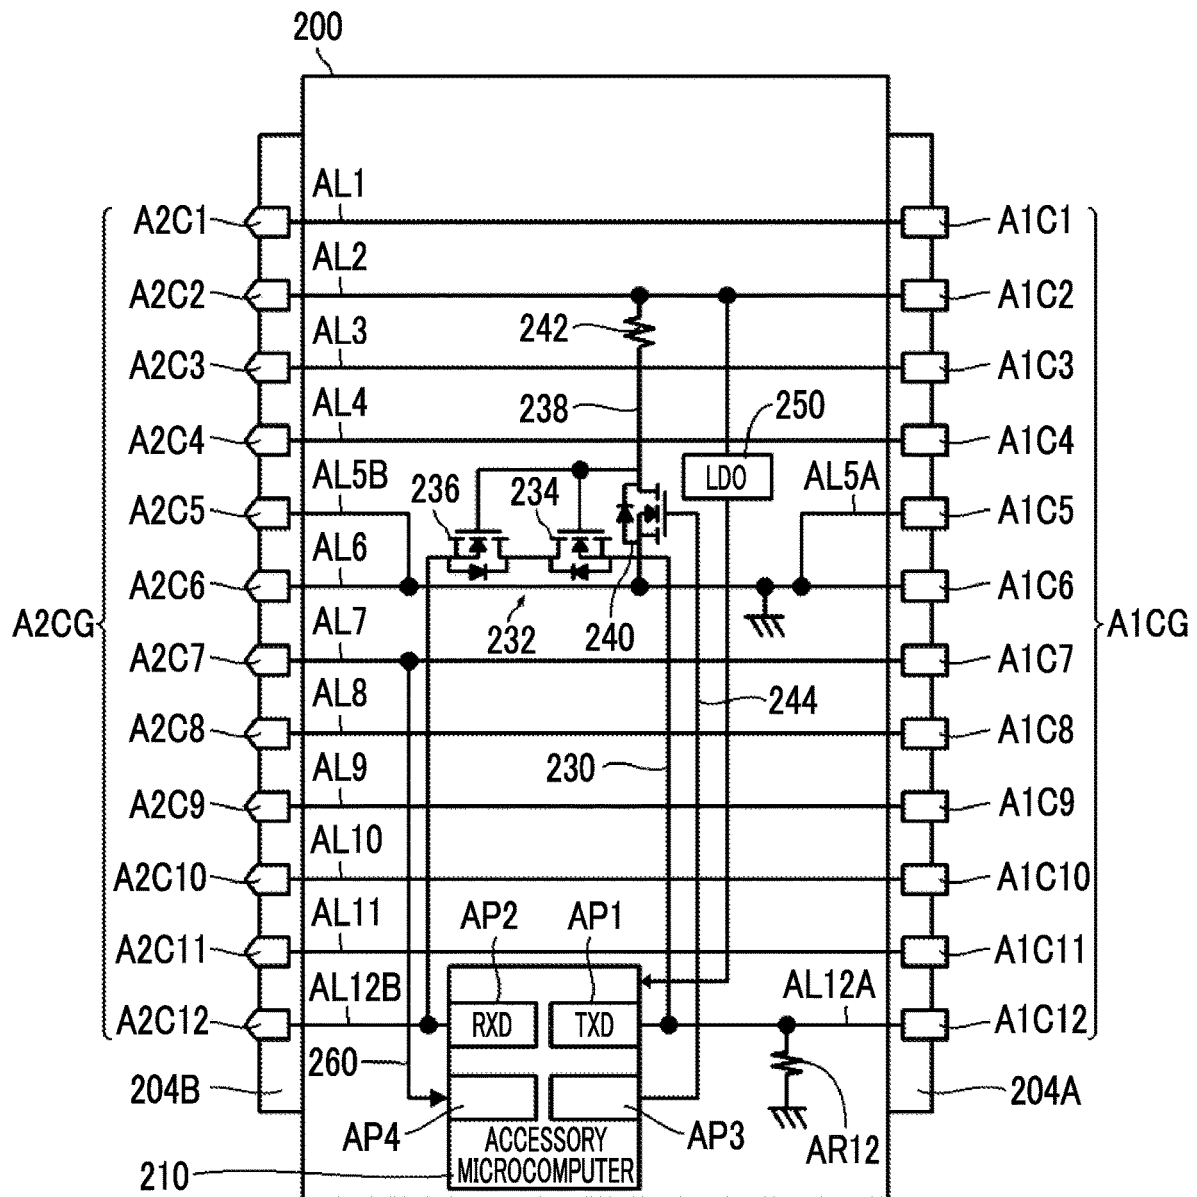 200
AL1
A2C1
A1C1
AL2
A2C2
A1C2
242
AL3
A2C3
A1C3
238
250
AL4
A2C4
A1C4
LDO
AL5B
236
234
AL5A
A2C5
A1C5
AL6
A2C6
A1C6
A2CG
AL7
232
240
A1CG
A2C7
A1C7
AL8
244
A2C8
A1C8
AL9
230
A2C9
A1C9
AL10
A2C10
A1C10
AL11
AP2
AP1
A2C11
A1C11
AL12B
AL12A
A2C12
RXD
TXD
A1C12
260
204B
204A
AP4
ACCESSORY
MICROCOMPUTER
AP3
AR12
210